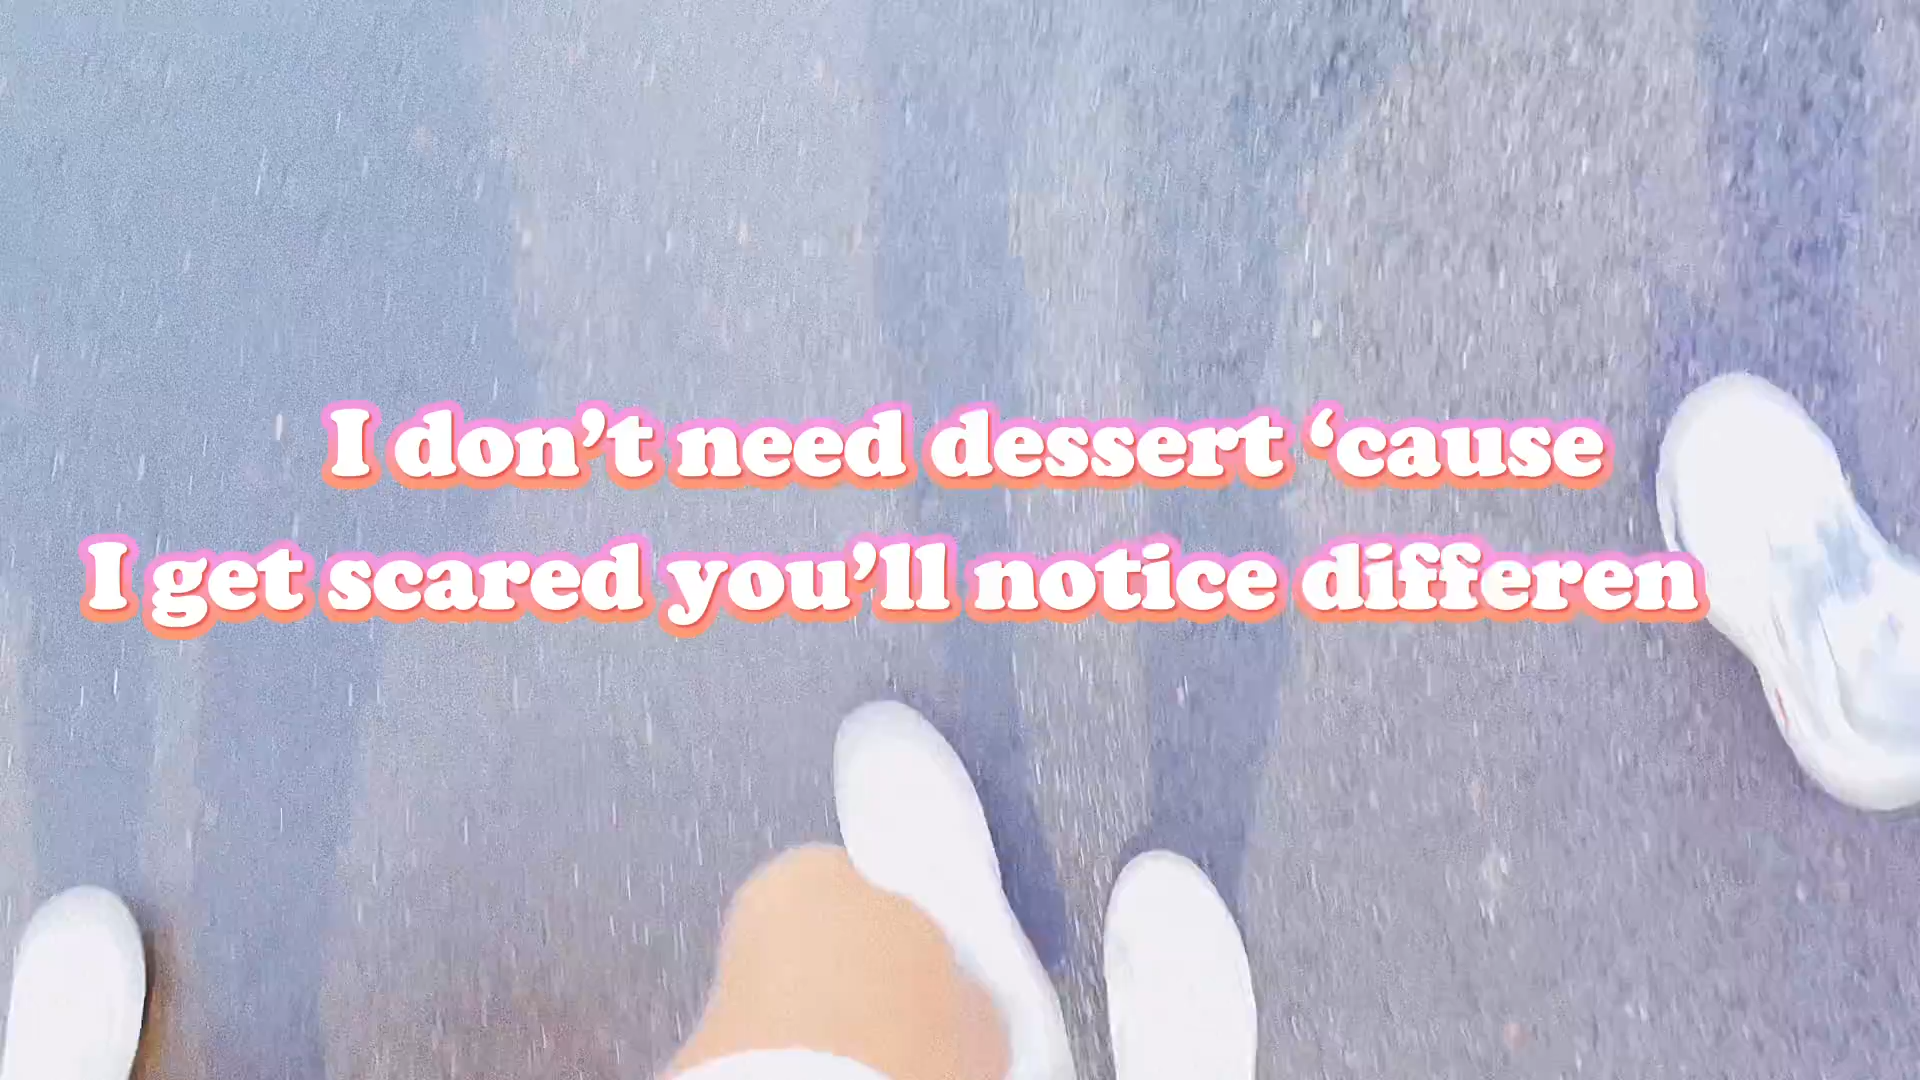 I don’t need dessert ‘cause
I get scared you’ll notice differen